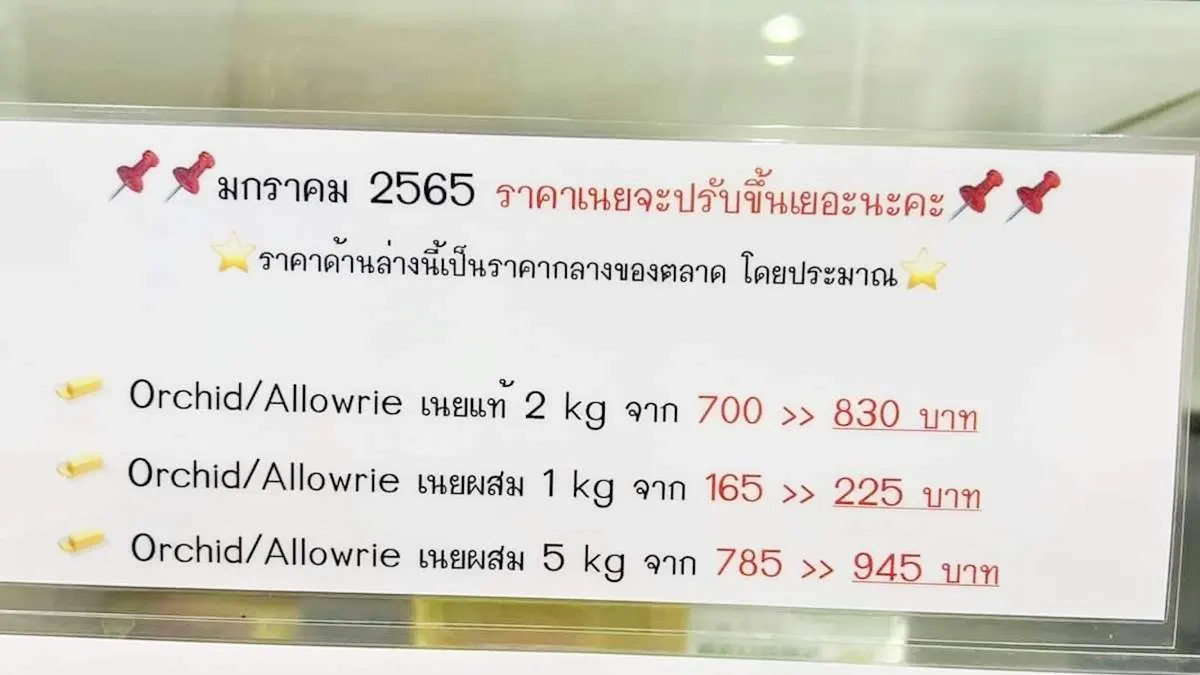 มกราคม 2565 ราคาเนยจะปรับขึ้นเยอะนะคะ
ราคาด้านล่างนี้เป็นราคากลางของตลาด โดยประมาณ
Orchid/Allowrie เนยแท้ 2 kg จาก 700 >> 830 บาท
Orchid/Allowrie เนยผสม 1 kg จาก 165 >> 225 บาท
Orchid/Allowrie เนยผสม 5 kg จาก 785 >> 945 บาท